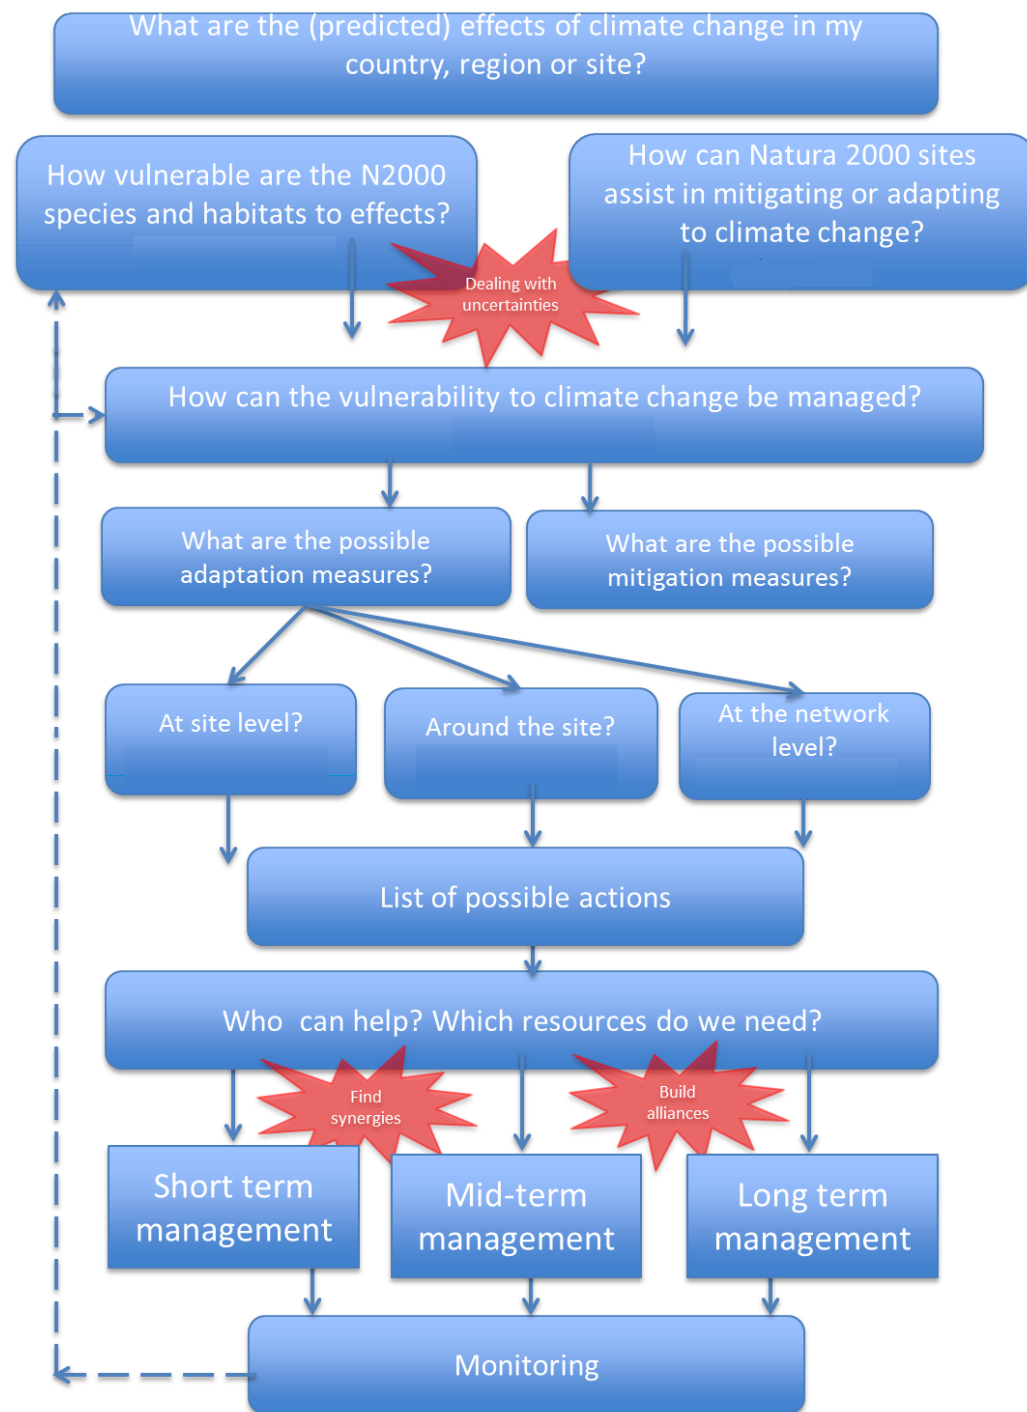 What are the (predicted) effects of climate change in my
country, region or site?
How vulnerable are the N2000
species and habitats to effects?
How can Natura 2000 sites
assist in mitigating or adapting
to climate change?
Dealing with
uncertainties
How can the vulnerability to climate change be managed?
What are the possible
adaptation measures?
What are the possible
mitigation measures?
At site level?
Around the site?
At the network
level?
List of possible actions
Who can help? Which resources do we need?
Find
synergies
Build
alliances
Short term
management
Mid-term
management
Long term
management
Monitoring